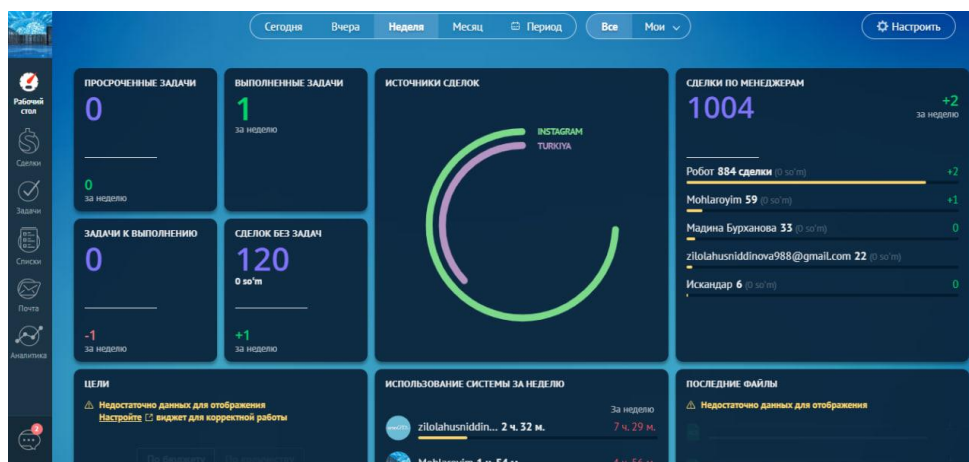 Сегодня Вчера Неделя Месяц Период Все Мои Настроить
Рабочий
стол
Сделки
Задачи
Списки
Почта
Аналитика
2
ПРОСРОЧЕННЫЕ ЗАДАЧИ
0
0
за неделю
ВЫПОЛНЕННЫЕ ЗАДАЧИ
1
за неделю
ЗАДАЧИ К ВЫПОЛНЕНИЮ
0
-1
за неделю
СДЕЛОК БЕЗ ЗАДАЧ
120
0 so'm
+1
за неделю
ИСТОЧНИКИ СДЕЛОК
INSTAGRAM
TURKIYA
СДЕЛКИ ПО МЕНЕДЖЕРАМ
1004
+2
за неделю
Робот 884 сделки (0 so'm) +2
Mohlaroyim 59 (0 so'm) +1
Мадина Бурханова 33 (0 so'm) 0
zilolahusniddinova988@gmail.com 22 (0 so'm)
Искандар 6 (0 so'm) 0
ЦЕЛИ
Недостаточно данных для отображения
Настройте виджет для корректной работы
ИСПОЛЬЗОВАНИЕ СИСТЕМЫ ЗА НЕДЕЛЮ
За неделю
zilolahusniddin... 2 ч. 32 м. 7 ч. 29 м.
Mohlaroyim 1 ч. 54 м.
ПОСЛЕДНИЕ ФАЙЛЫ
Недостаточно данных для отображения